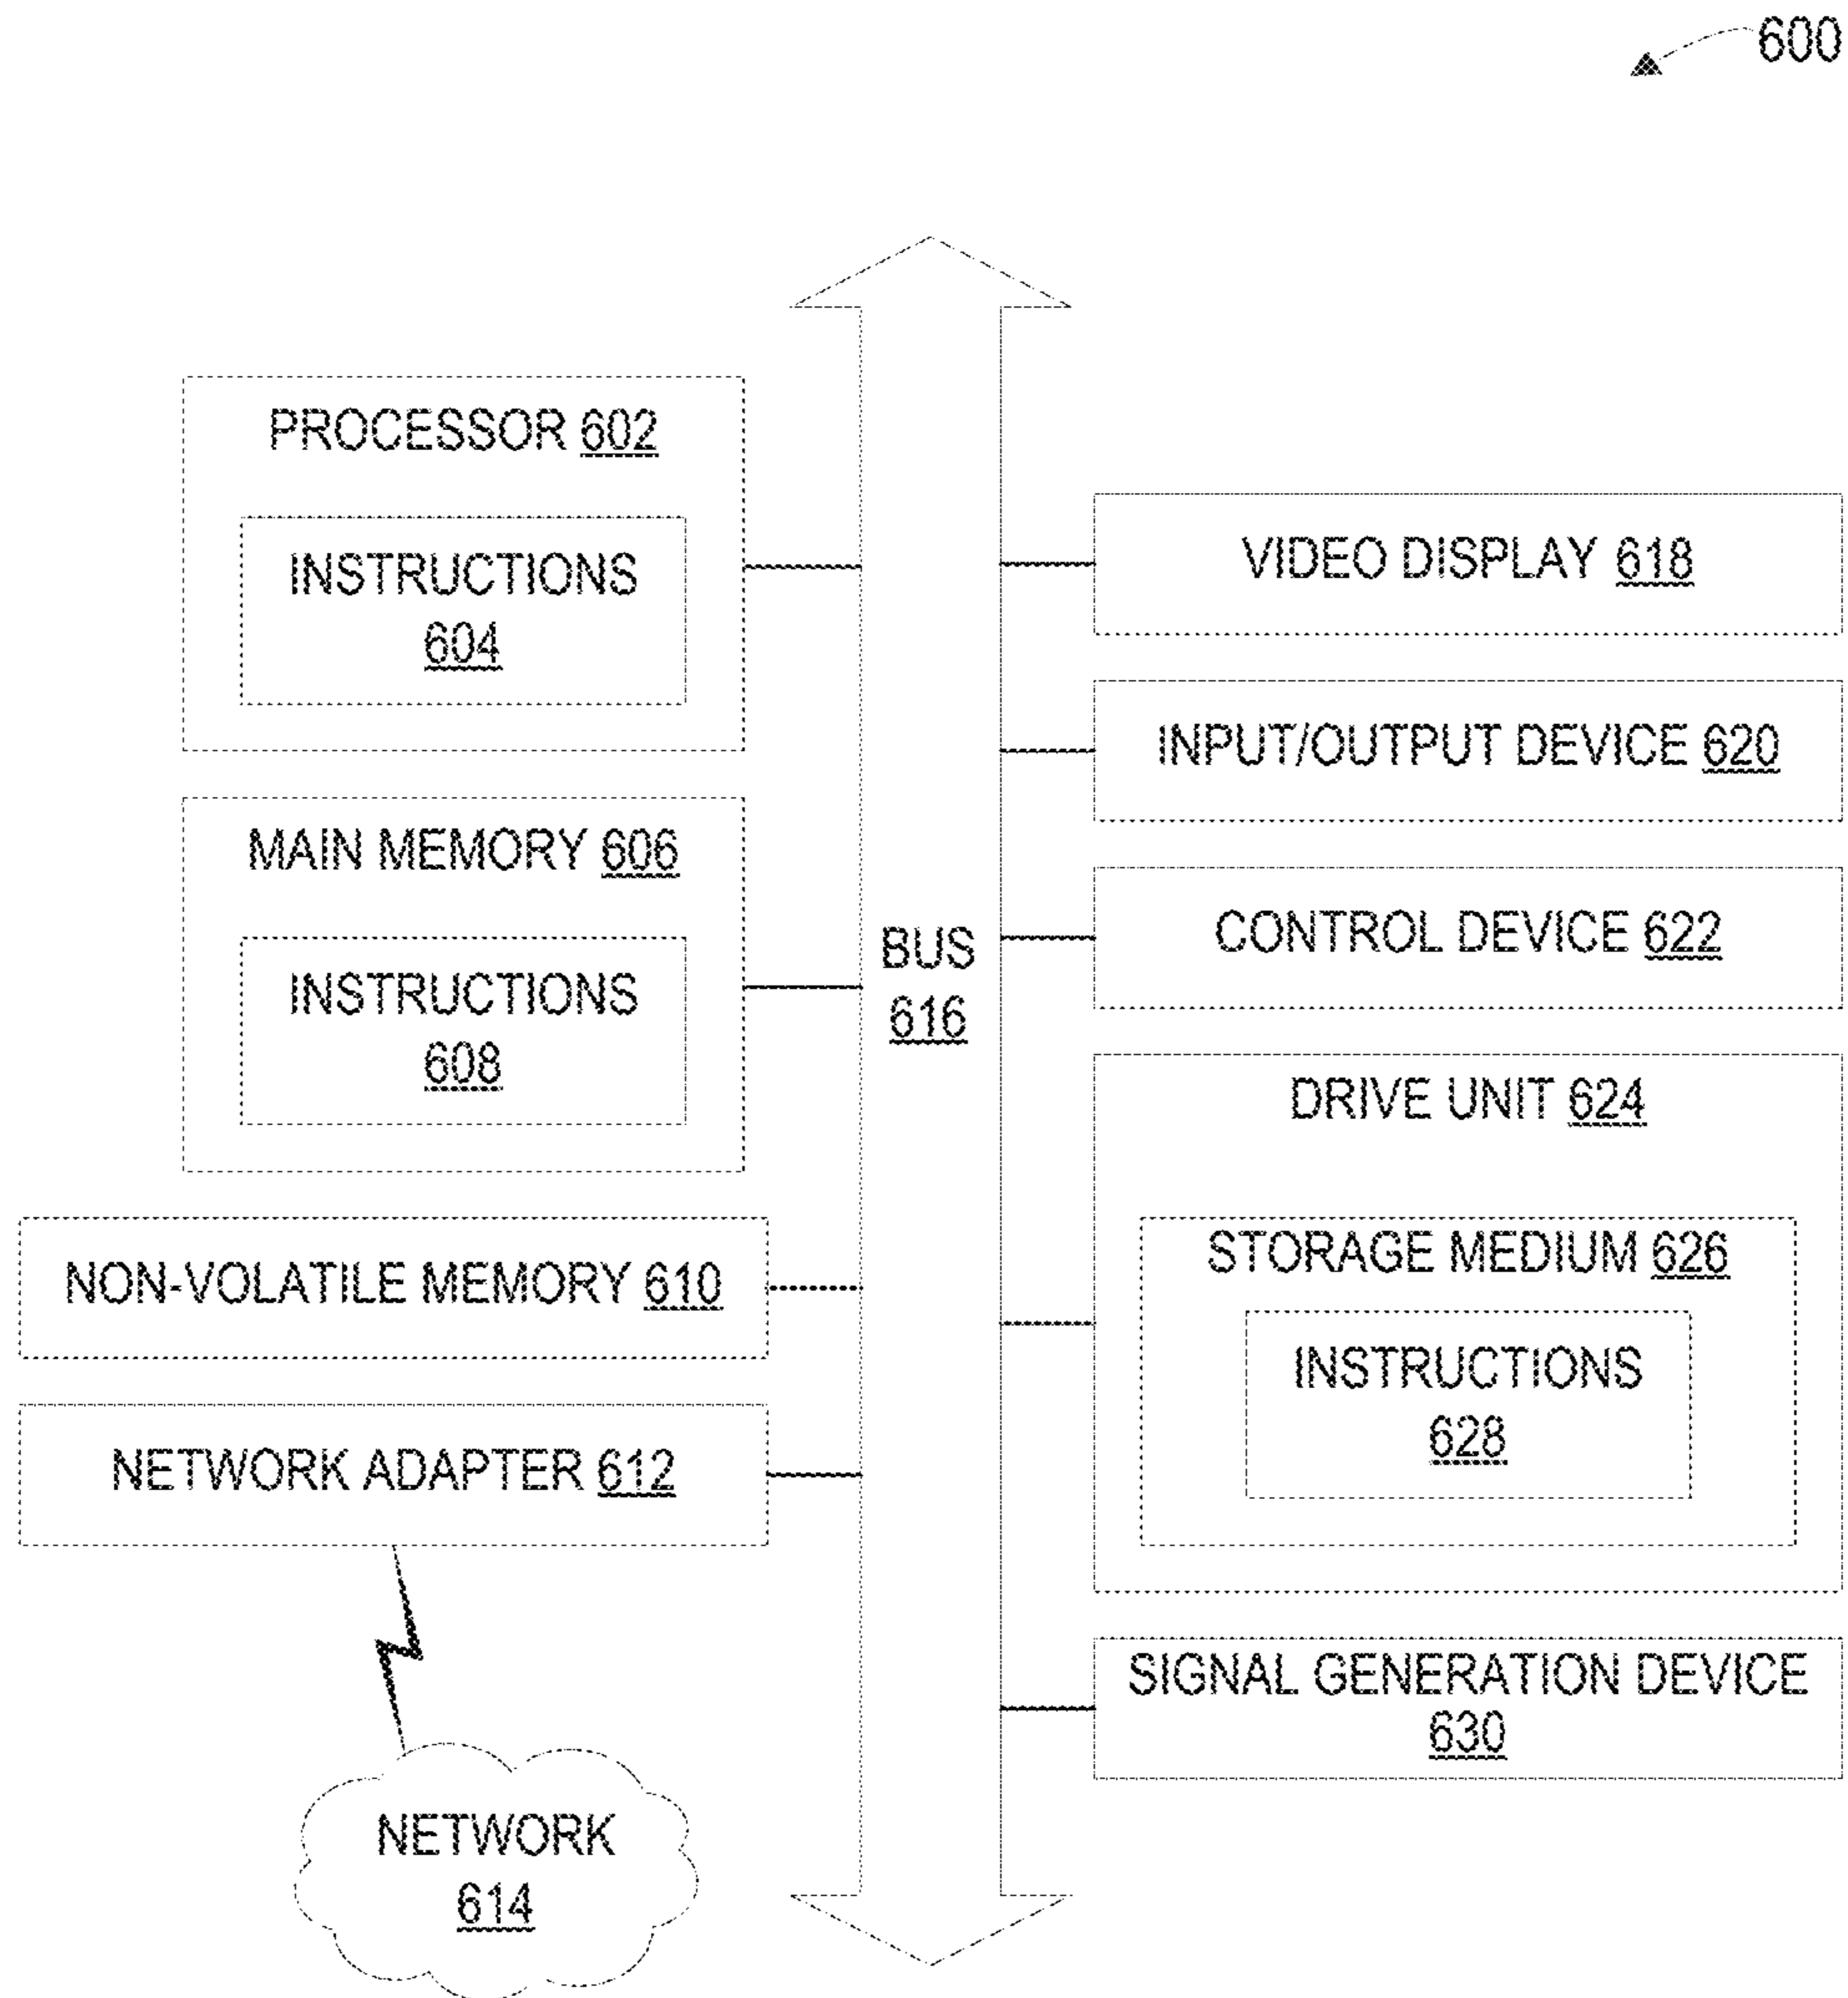 600
PROCESSOR 602
INSTRUCTIONS
604
MAIN MEMORY 606
INSTRUCTIONS
608
NON-VOLATILE MEMORY 610
NETWORK ADAPTER 612
NETWORK
614
BUS
616
VIDEO DISPLAY 618
INPUT/OUTPUT DEVICE 620
CONTROL DEVICE 622
DRIVE UNIT 624
STORAGE MEDIUM 626
INSTRUCTIONS
628
SIGNAL GENERATION DEVICE
630